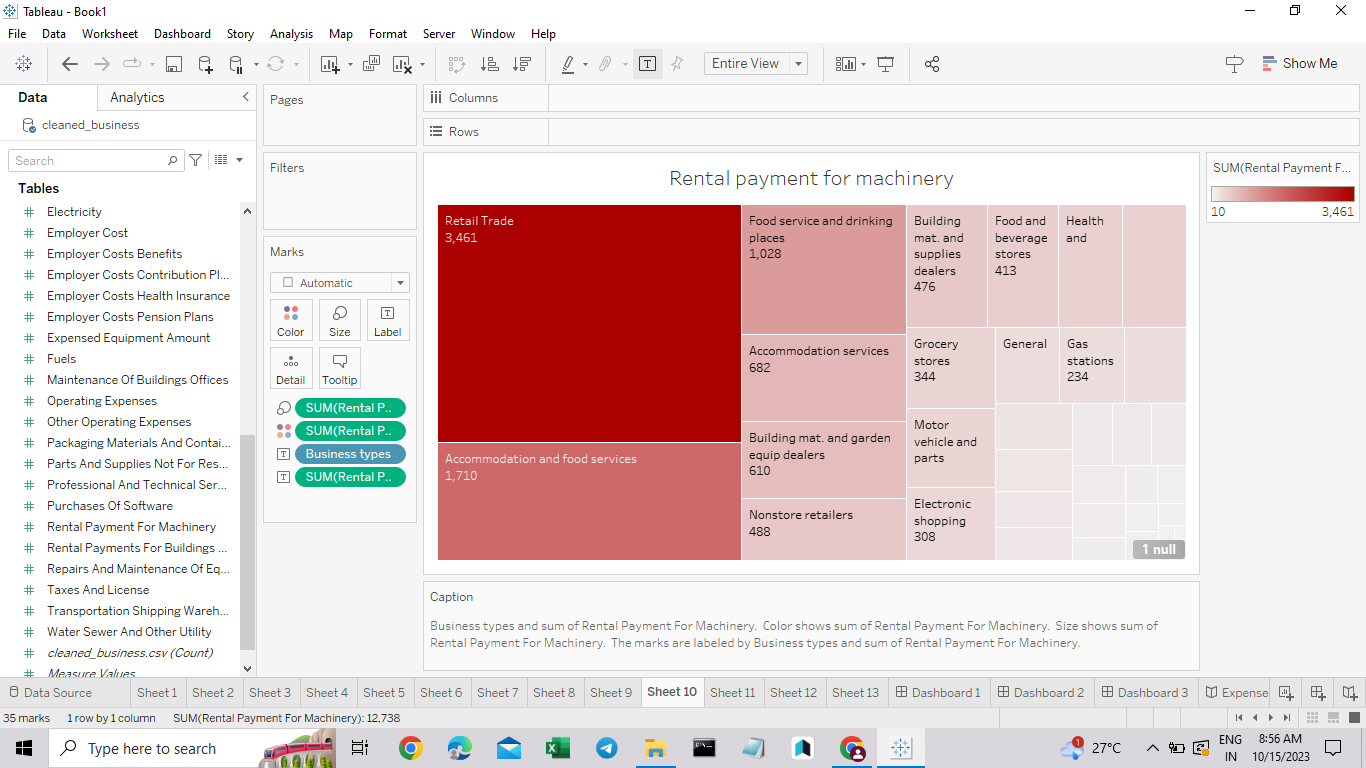 Tableau - Book1
File Data Worksheet Dashboard Story Analysis Map Format Server Window Help
Entire View
Show Me
Data Analytics
cleaned_business
Search
Tables
Electricity
Employer Cost
Employer Costs Benefits
Employer Costs Contribution Pl...
Employer Costs Health Insurance
Employer Costs Pension Plans
Expensed Equipment Amount
Fuels
Maintenance Of Buildings Offices
Operating Expenses
Other Operating Expenses
Packaging Materials And Contai...
Parts And Supplies Not For Res...
Professional And Technical Ser...
Purchases Of Software
Rental Payment For Machinery
Rental Payments For Buildings ...
Repairs And Maintenance Of Eq...
Taxes And License
Transportation Shipping Wareh...
Water Sewer And Other Utility
cleaned_business.csv (Count)
Measure Values
Pages
Filters
Marks
Automatic
Color Size Label
Detail Tooltip
SUM(Rental P..
SUM(Rental P..
Business types
SUM(Rental P..
Columns
Rows
Rental payment for machinery
Retail Trade
3,461
Accommodation and food services
1,710
Food service and drinking
places
1,028
Accommodation services
682
Building mat. and garden
equip dealers
610
Nonstore retailers
488
Building
mat. and
supplies
dealers
476
Food and
beverage
stores
413
Health
and
Grocery
stores
344
General
Gas
stations
234
Motor
vehicle and
parts
Electronic
shopping
308
1 null
SUM(Rental Payment F...
10 3,461
Caption
Business types and sum of Rental Payment For Machinery. Color shows sum of Rental Payment For Machinery. Size shows sum of
Rental Payment For Machinery. The marks are labeled by Business types and sum of Rental Payment For Machinery.
Data Source Sheet 1 Sheet 2 Sheet 3 Sheet 4 Sheet 5 Sheet 6 Sheet 7 Sheet 8 Sheet 9 Sheet 10 Sheet 11 Sheet 12 Sheet 13 Dashboard 1 Dashboard 2 Dashboard 3 Expense
35 marks 1 row by 1 column SUM(Rental Payment For Machinery): 12,738
Type here to search
1
27°C
ENG
IN
8:56 AM
10/15/2023